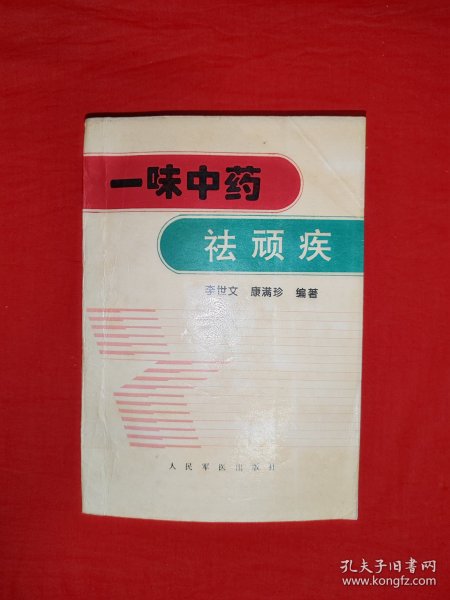 一味中药
祛顽疾
李世文 康满珍 编著
人民军医出版社
孔夫子旧书网
www.kongfz.com